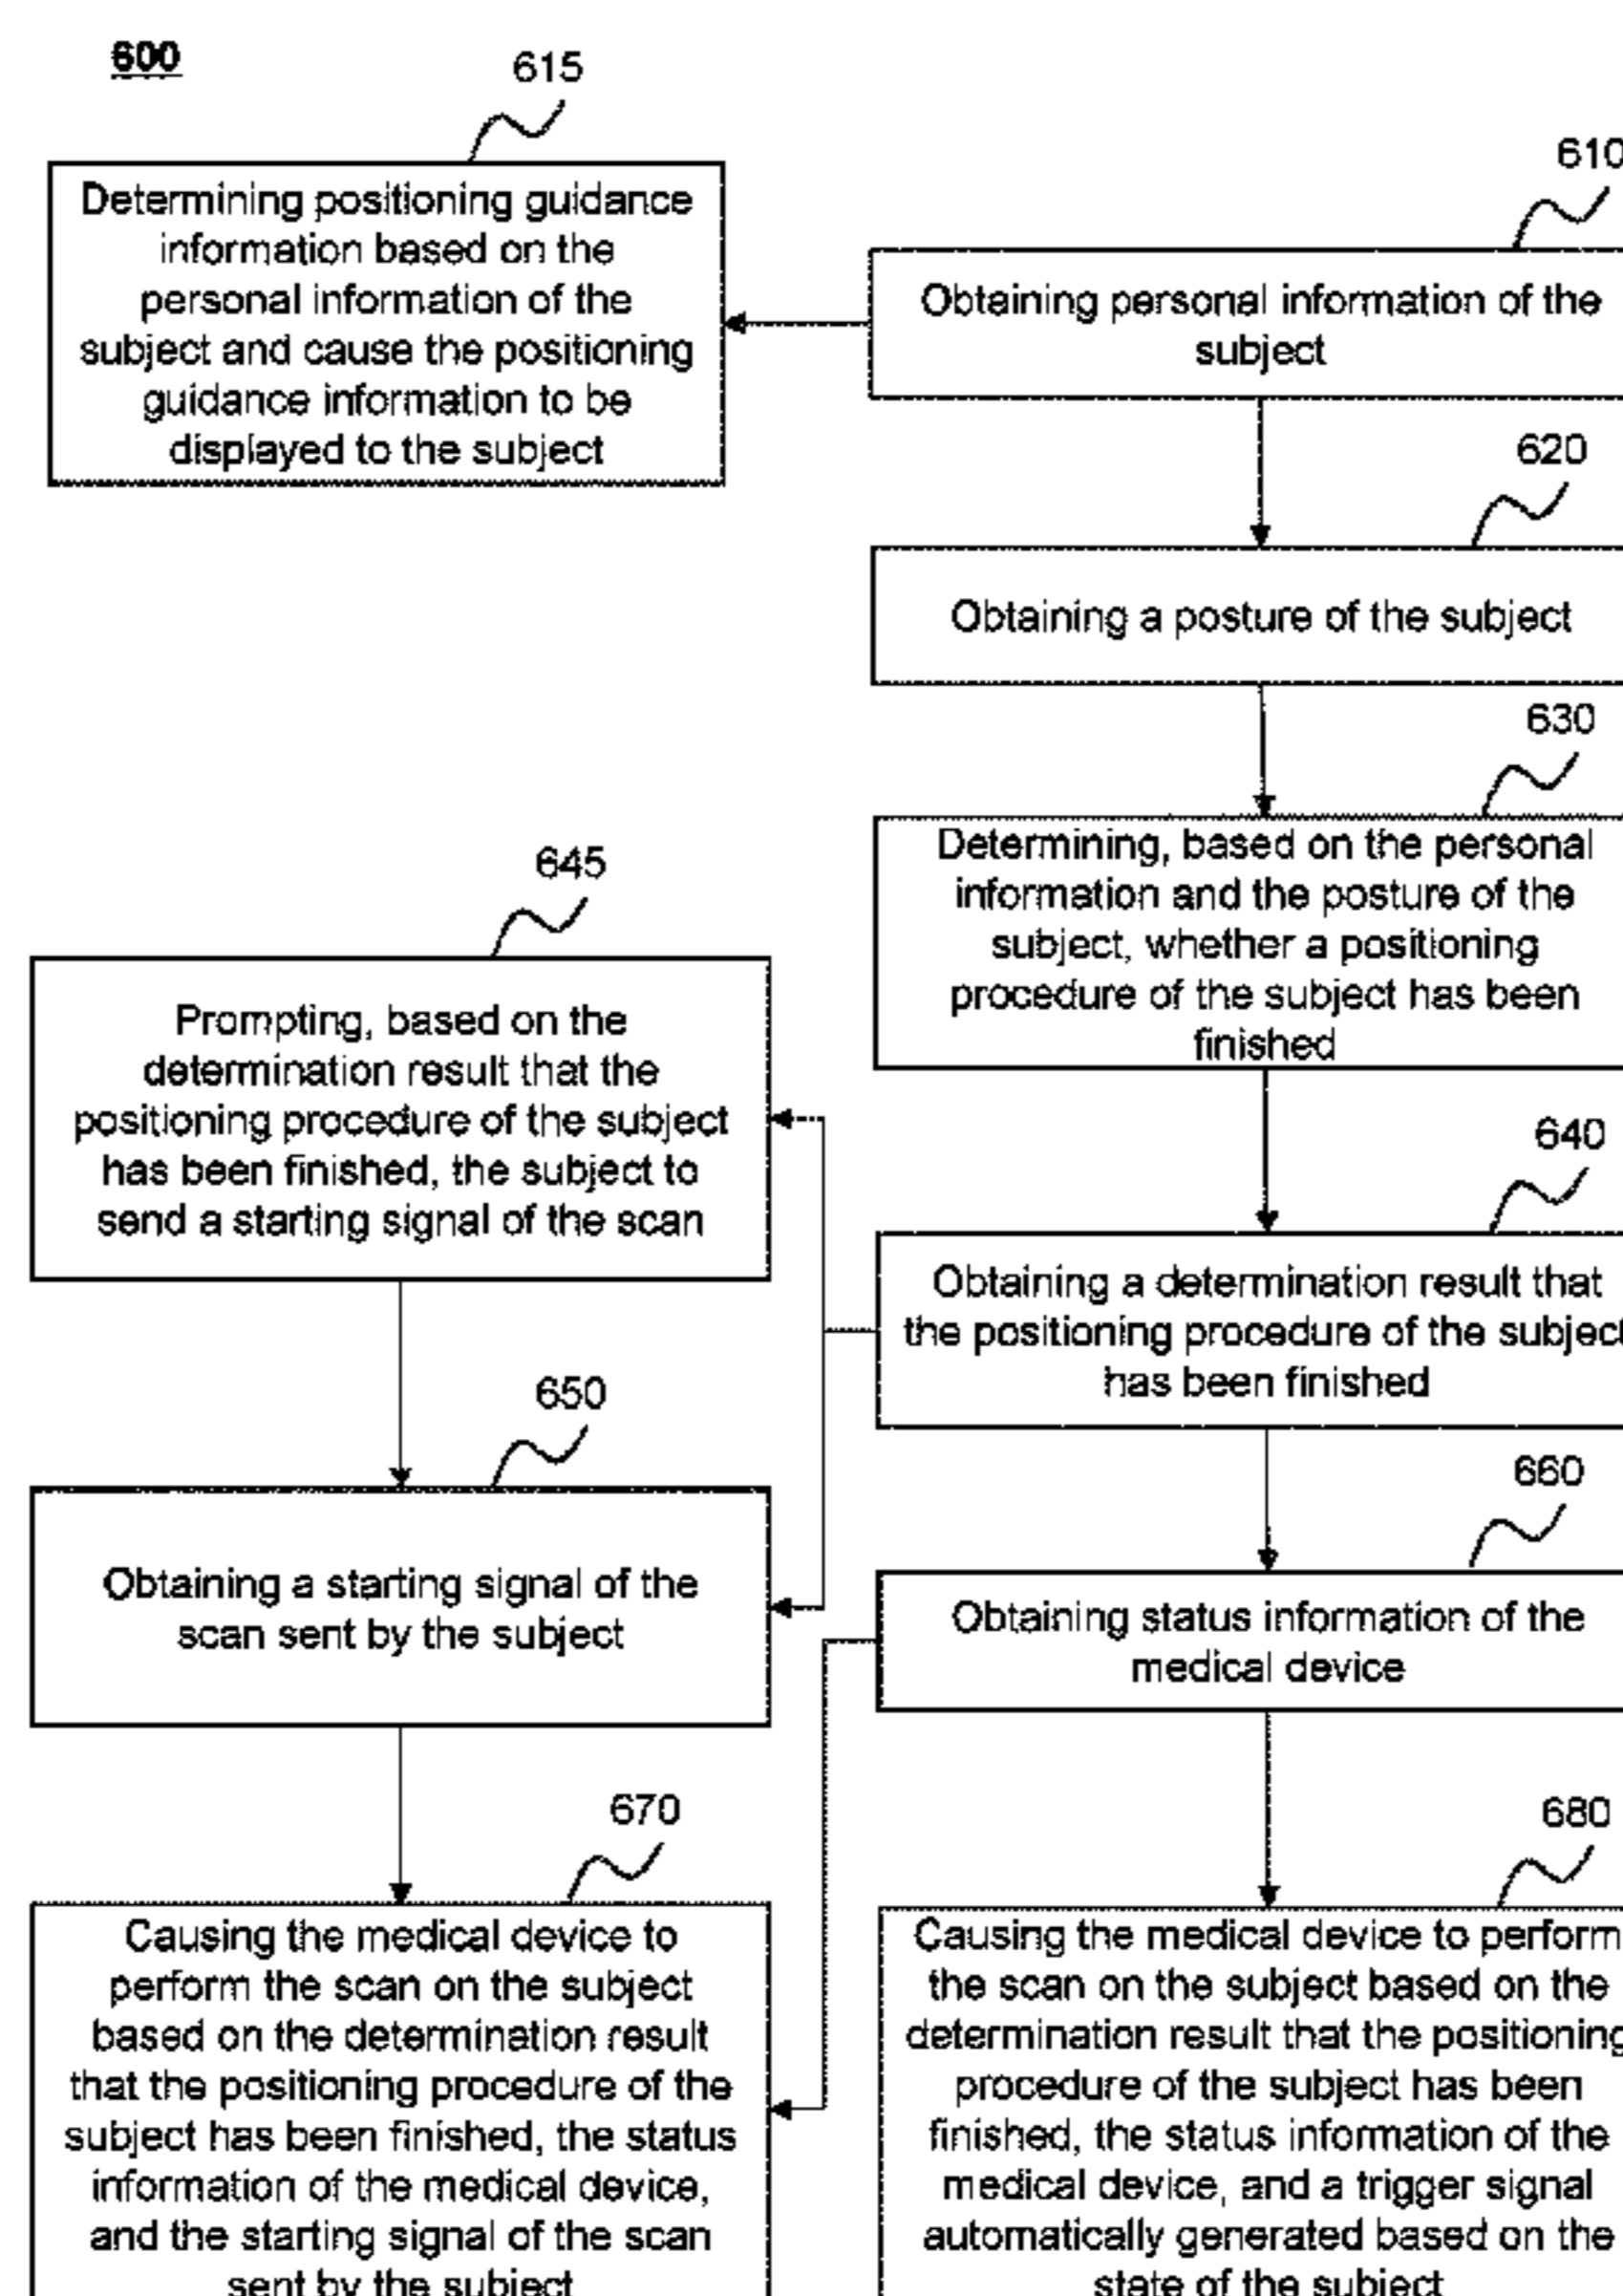 600
615
Determining positioning guidance
information based on the
personal information of the
subject and cause the positioning
guidance information to be
displayed to the subject
610
Obtaining personal information of the
subject
620
Obtaining a posture of the subject
630
Determining, based on the personal
information and the posture of the
subject, whether a positioning
procedure of the subject has been
finished
645
Prompting, based on the
determination result that the
positioning procedure of the subject
has been finished, the subject to
send a starting signal of the scan
640
Obtaining a determination result that
the positioning procedure of the subject
has been finished
650
Obtaining a starting signal of the
scan sent by the subject
660
Obtaining status information of the
medical device
670
Causing the medical device to
perform the scan on the subject
based on the determination result
that the positioning procedure of the
subject has been finished, the status
information of the medical device,
and the starting signal of the scan
sent by the subject
680
Causing the medical device to perform
the scan on the subject based on the
determination result that the positioning
procedure of the subject has been
finished, the status information of the
medical device, and a trigger signal
automatically generated based on the
state of the subject